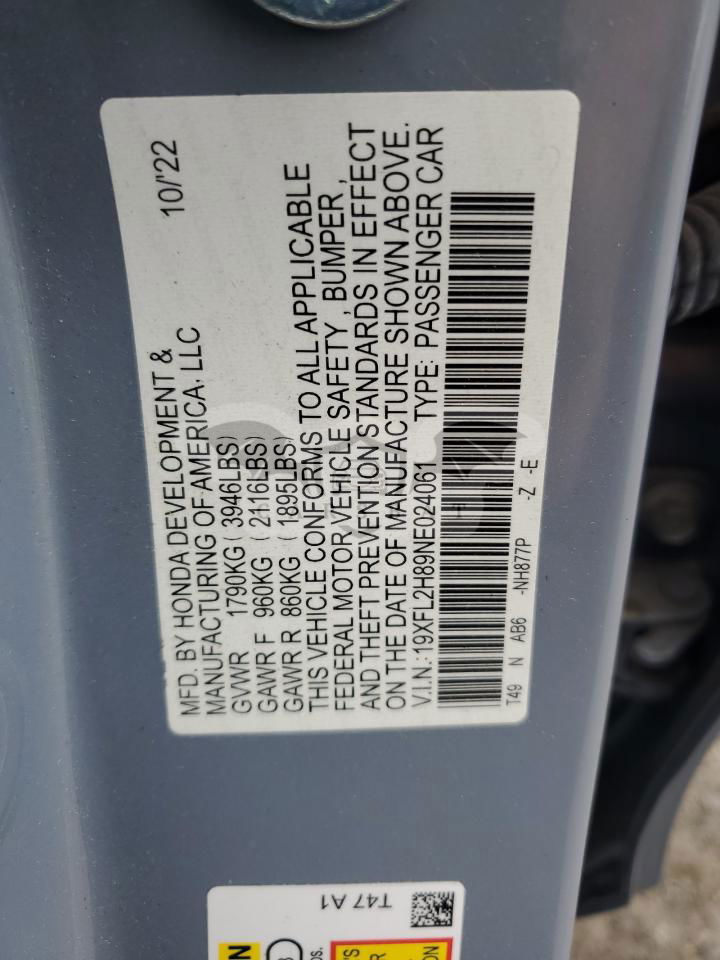 MFD. BY HONDA DEVELOPMENT & 10/'22
MANUFACTURING OF AMERICA, LLC
GVWR 1790KG ( 3946LBS)
GAWR F 960KG ( 2116LBS)
GAWR R 860KG ( 1895LBS)
THIS VEHICLE CONFORMS TO ALL APPLICABLE
FEDERAL MOTOR VEHICLE SAFETY , BUMPER ,
AND THEFT PREVENTION STANDARDS IN EFFECT
ON THE DATE OF MANUFACTURE SHOWN ABOVE.
V.I.N.: 19XFL2H89NE024061 TYPE: PASSENGER CAR
T49 N AB6 -NH877P -Z -E
T47 A1